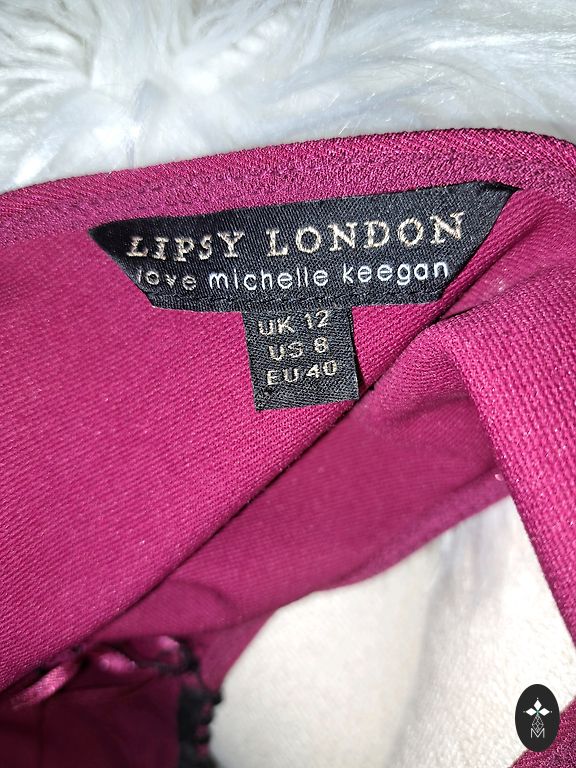 LIPSY LONDON
love michelle keegan
UK 12
US 8
EU 40
M